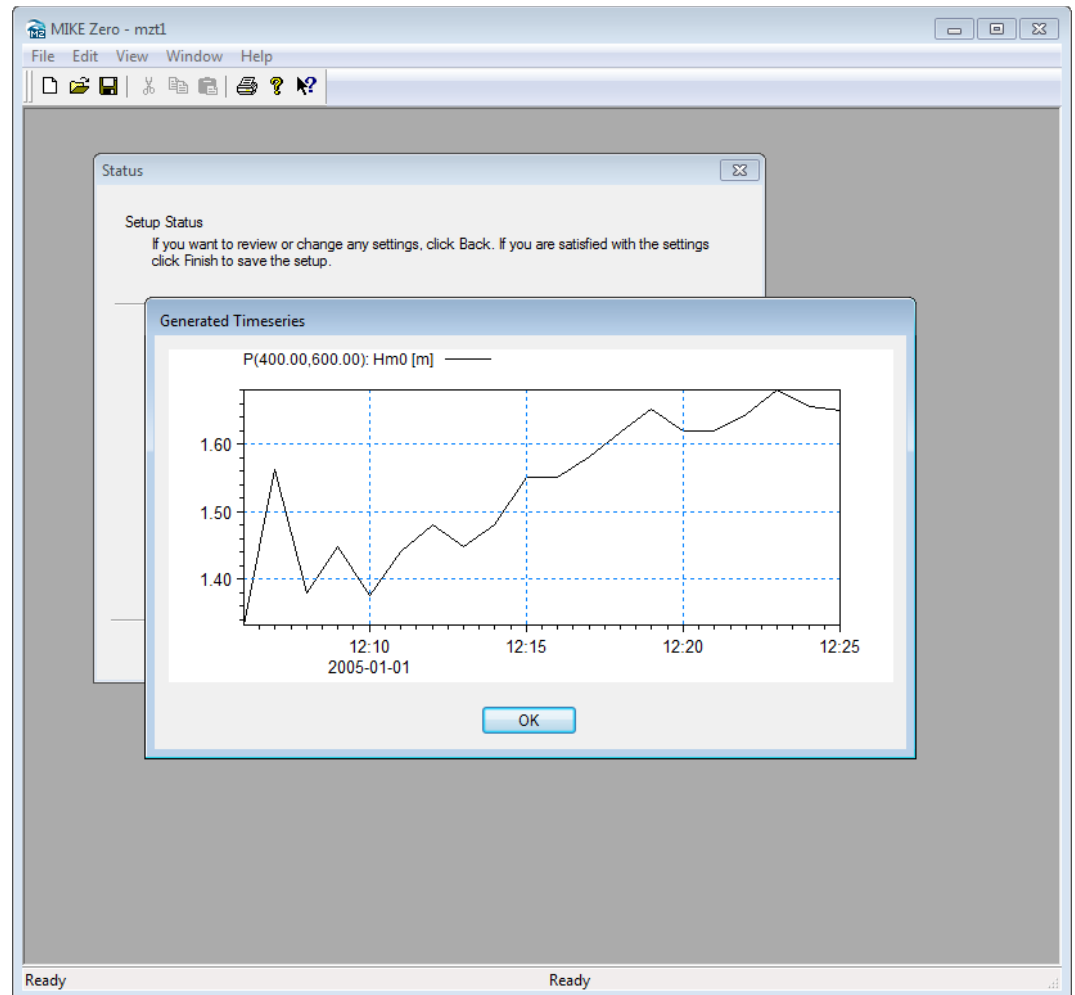 MIKE Zero - mzt1
File Edit View Window Help
Status
Setup Status
If you want to review or change any settings, click Back. If you are satisfied with the settings
click Finish to save the setup.
Generated Timeseries
P(400.00,600.00): Hm0 [m]
1.60
1.50
1.40
12:10 12:15 12:20 12:25
2005-01-01
OK
Ready Ready